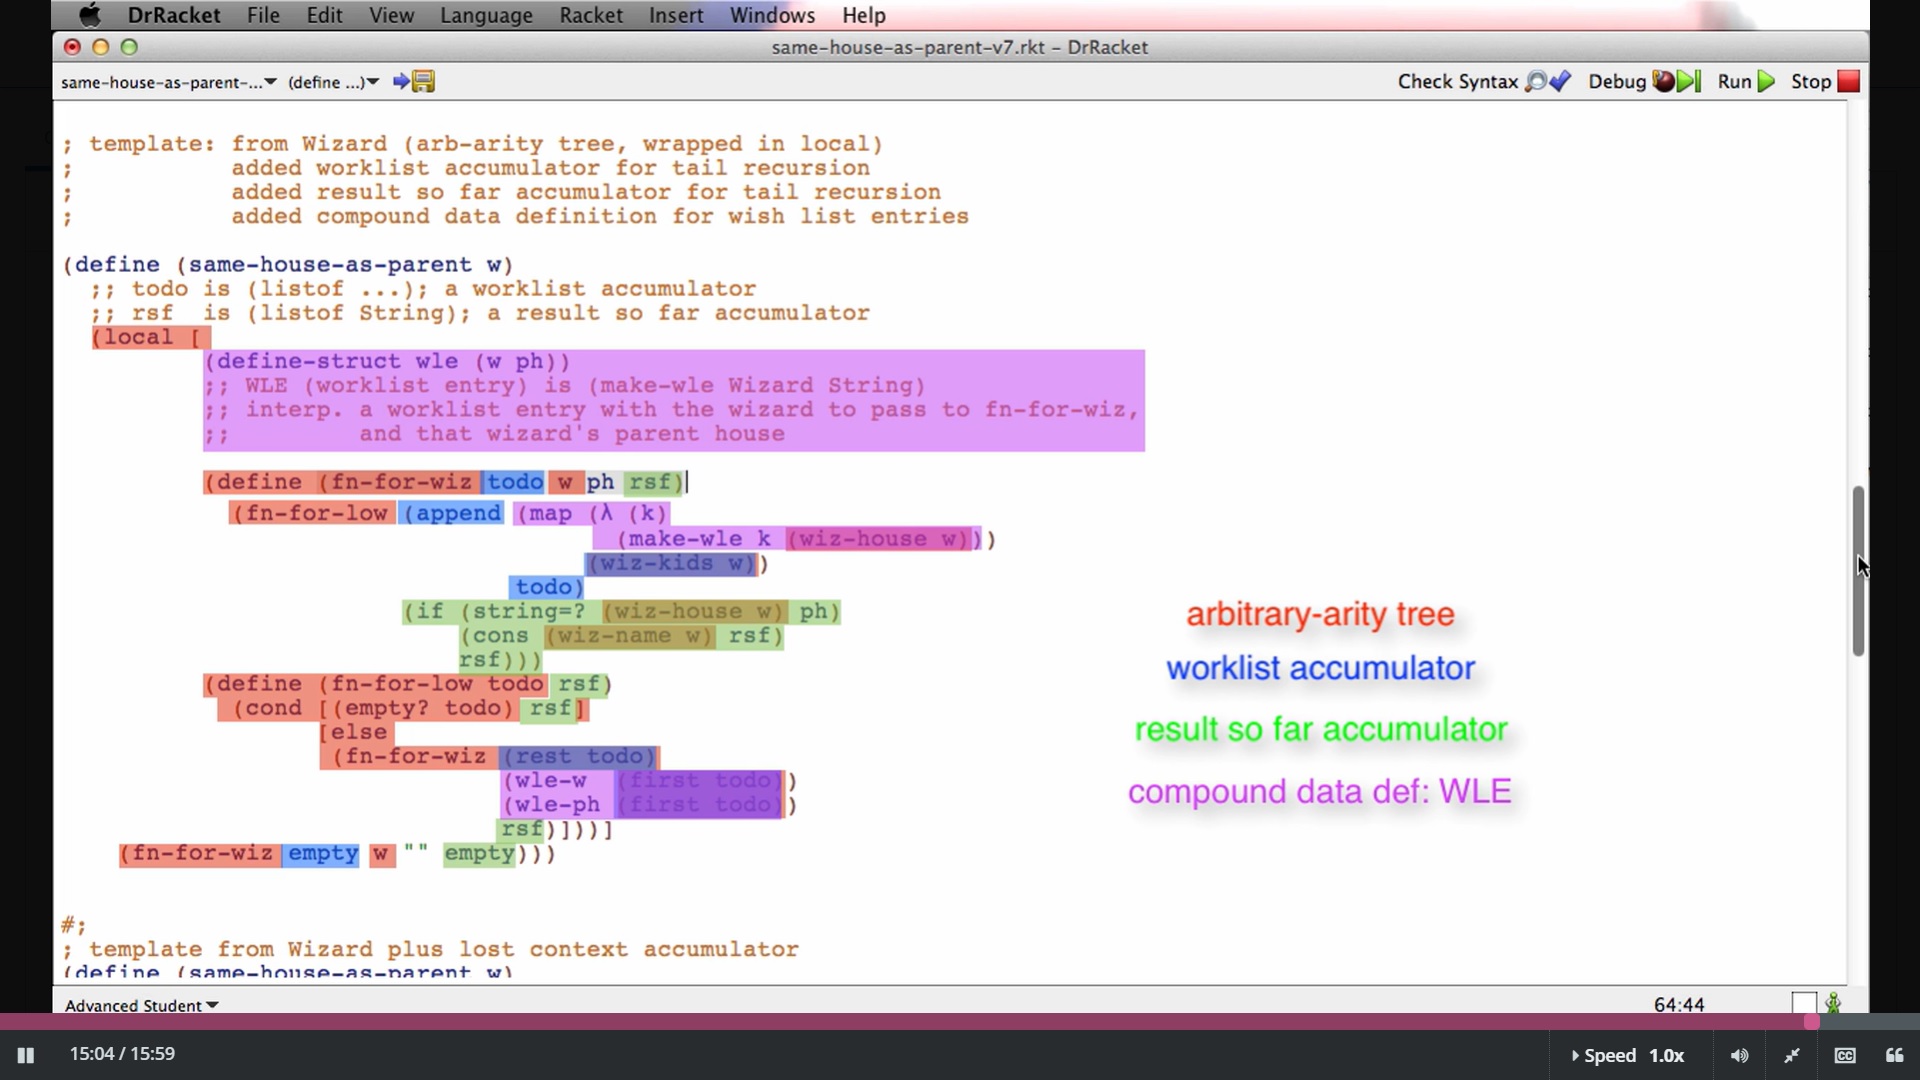 DrRacket File Edit View Language Racket Insert Windows Help
same-house-as-parent-v7.rkt – DrRacket
same-house-as-parent-... (define ...) Check Syntax Debug Run Stop
; template: from Wizard (arb-arity tree, wrapped in local)
;           added worklist accumulator for tail recursion
;           added result so far accumulator for tail recursion
;           added compound data definition for wish list entries
(define (same-house-as-parent w)
;; todo is (listof ...); a worklist accumulator
;; rsf  is (listof String); a result so far accumulator
(local [
(define-struct wle (w ph))
;; WLE (worklist entry) is (make-wle Wizard String)
;; interp. a worklist entry with the wizard to pass to fn-for-wiz,
;;         and that wizard's parent house
(define (fn-for-wiz todo w ph rsf)
(fn-for-low (append (map (λ (k)
(make-wle k (wiz-house w)))
(wiz-kids w))
todo)
(if (string=? (wiz-house w) ph)
(cons (wiz-name w) rsf)
rsf)))
(define (fn-for-low todo rsf)
(cond [(empty? todo) rsf]
[else
(fn-for-wiz (rest todo)
(wle-w  (first todo))
(wle-ph (first todo))
rsf)]))]
(fn-for-wiz empty w "" empty)))
arbitrary-arity tree
worklist accumulator
result so far accumulator
compound data def: WLE
#;
; template from Wizard plus lost context accumulator
(define (same-house-as-parent w)
Advanced Student 64:44
15:04 / 15:59 Speed 1.0x CC